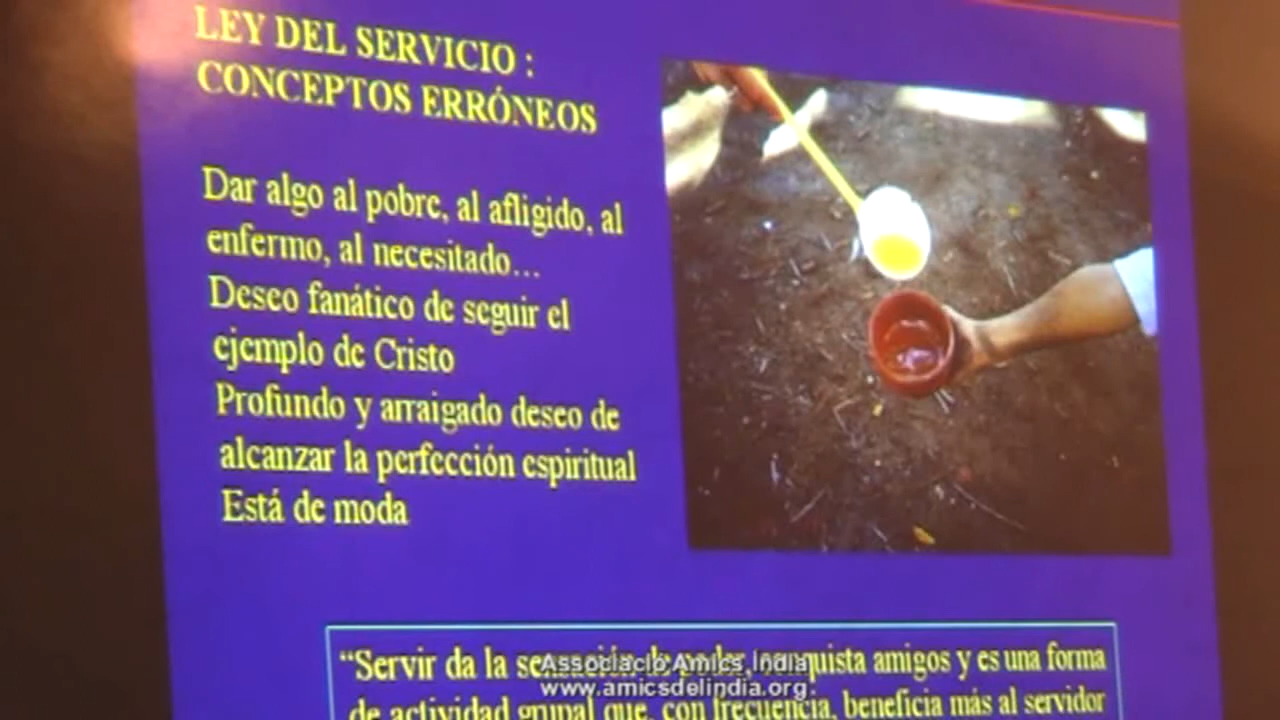 LEY DEL SERVICIO :
CONCEPTOS ERRÓNEOS
Dar algo al pobre, al afligido, al
enfermo, al necesitado...
Deseo fanático de seguir el
ejemplo de Cristo
Profundo y arraigado deseo de
alcanzar la perfección espiritual
Está de moda
“Servir da la sensación de poder, conquista amigos y es una forma
de actividad grupal que, con frecuencia, beneficia más al servidor
Associació Amics India
www.amicsdelindia.org